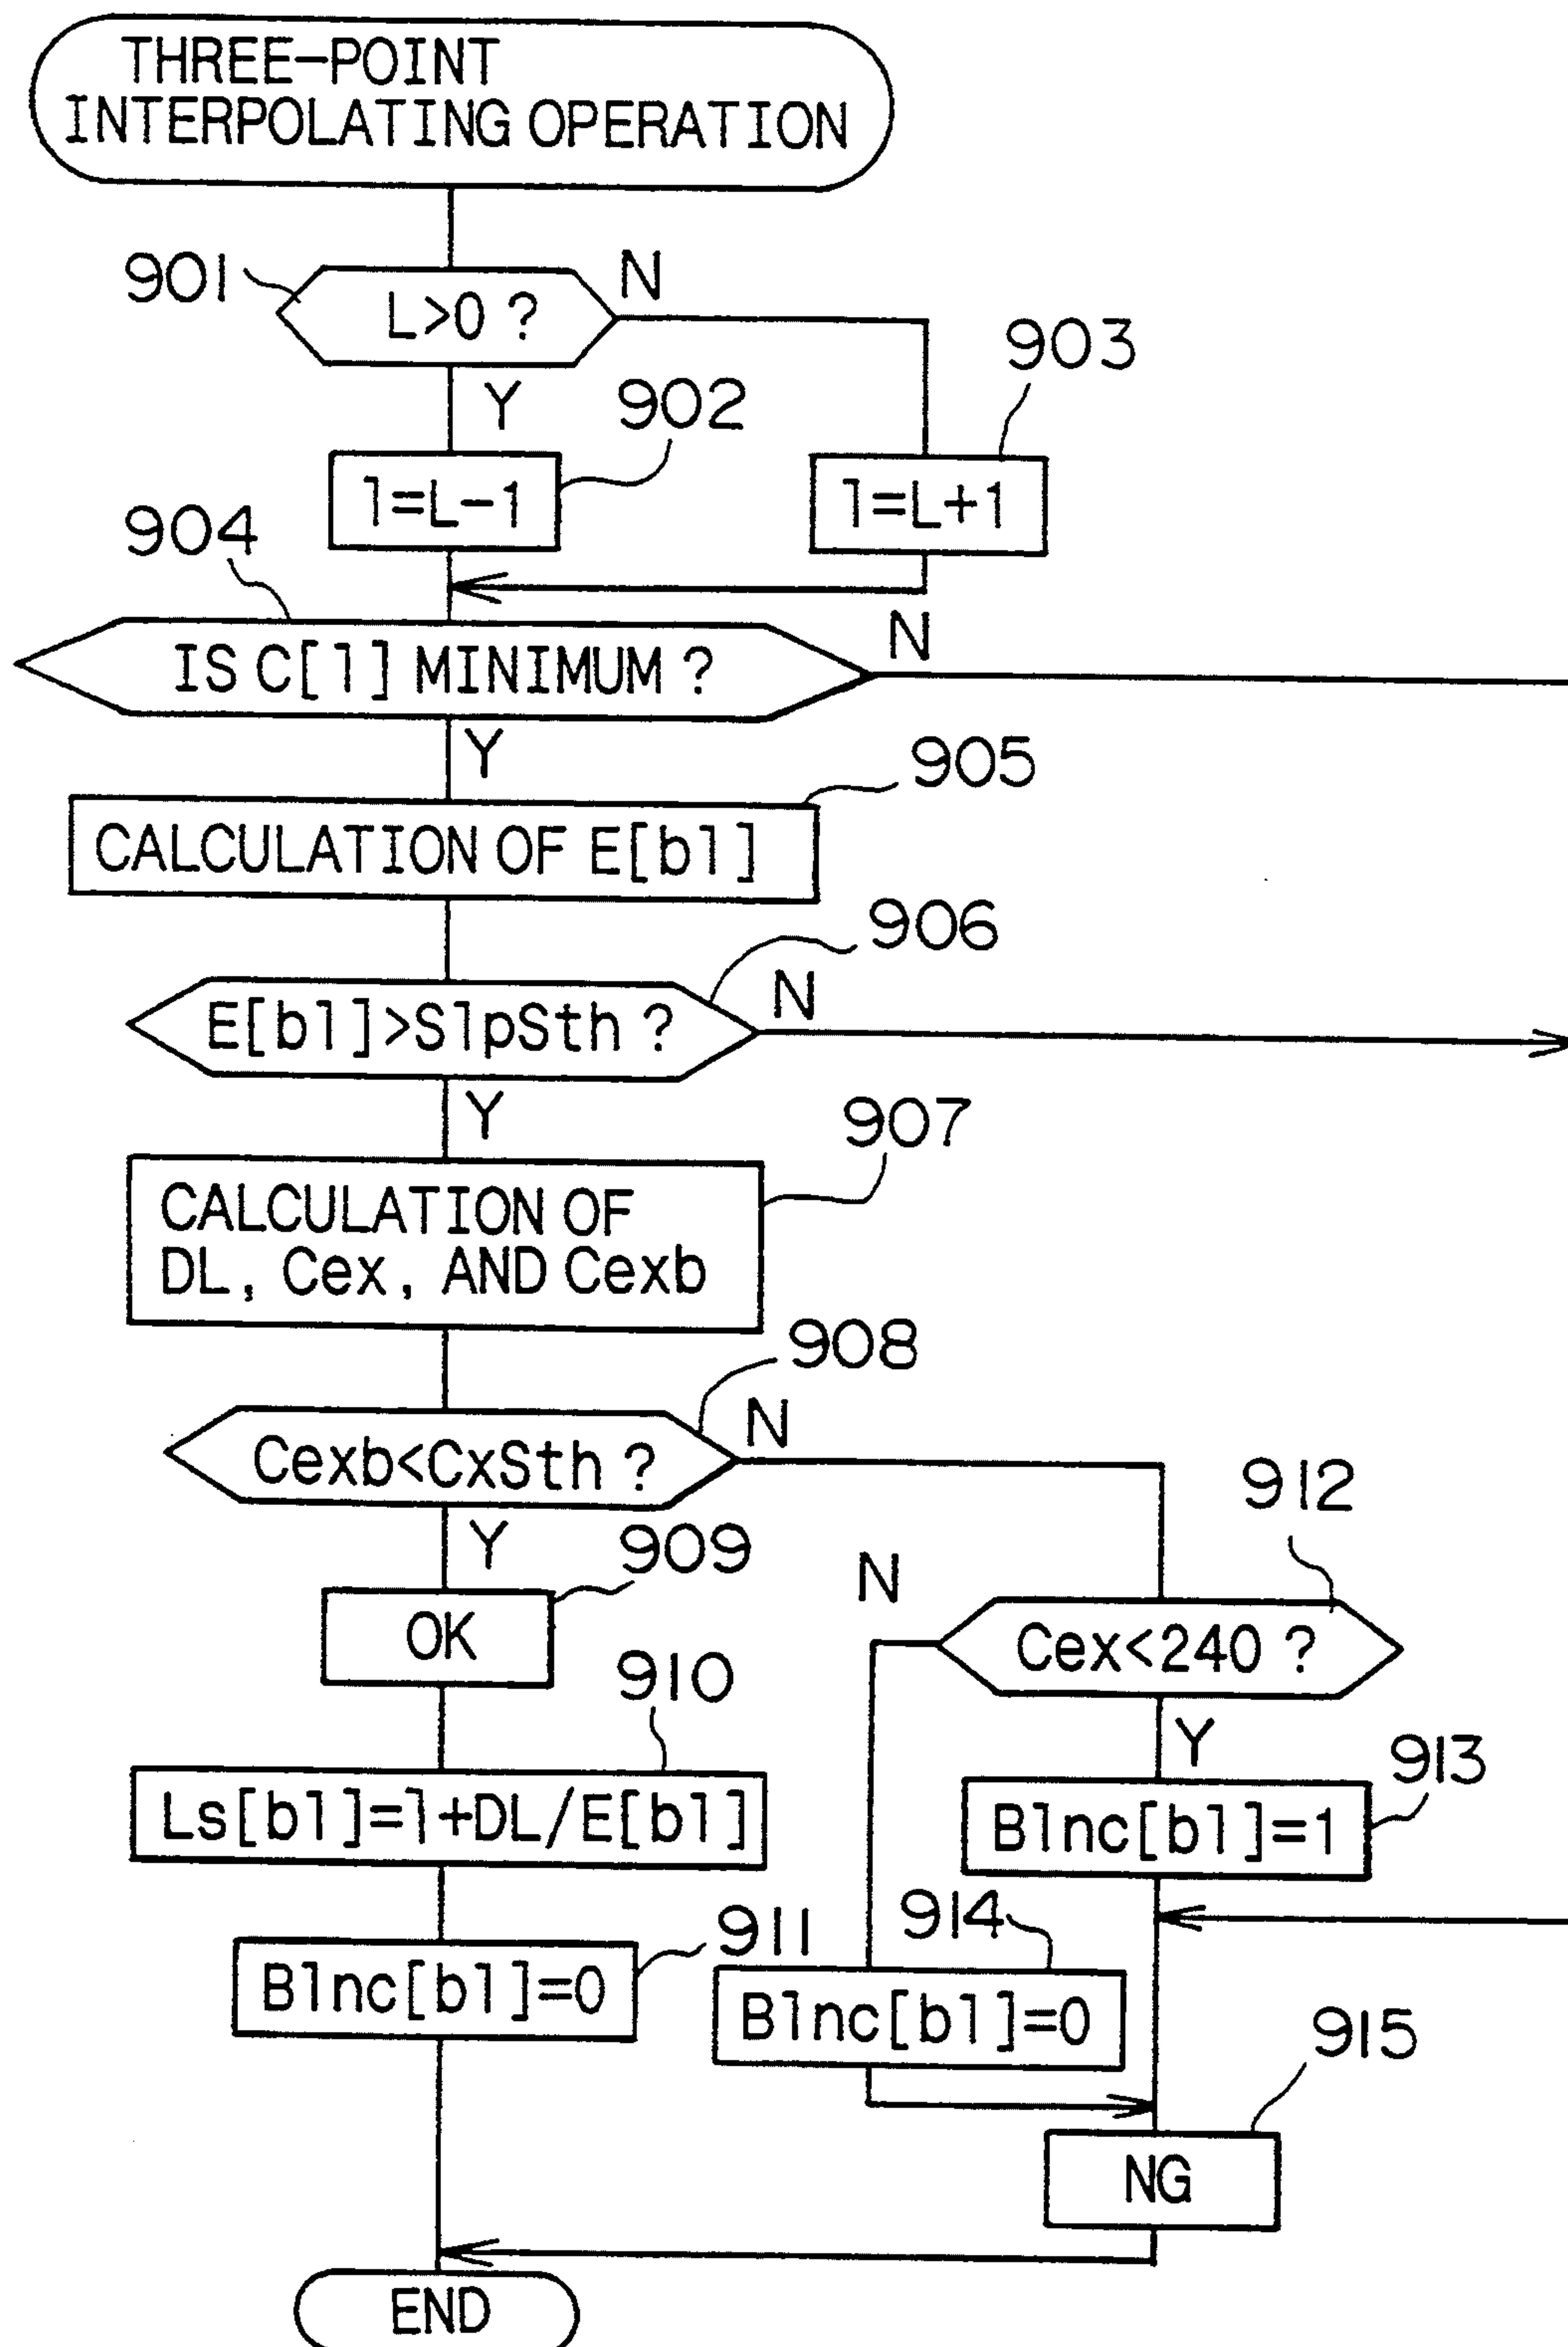 THREE-POINT
INTERPOLATING OPERATION
901
L>0 ?
N
903
Y
902
l=L-1
l=L+1
904
IS C[l] MINIMUM ?
N
Y
905
CALCULATION OF E[bl]
906
E[bl]>SlpSth ?
N
Y
907
CALCULATION OF
DL, Cex, AND Cexb
908
Cexb<CxSth ?
N
912
Y
909
N
OK
Cex<240 ?
910
Y
913
Ls[bl]=l+DL/E[bl]
Blnc[bl]=1
911
914
Blnc[bl]=0
Blnc[bl]=0
915
NG
END